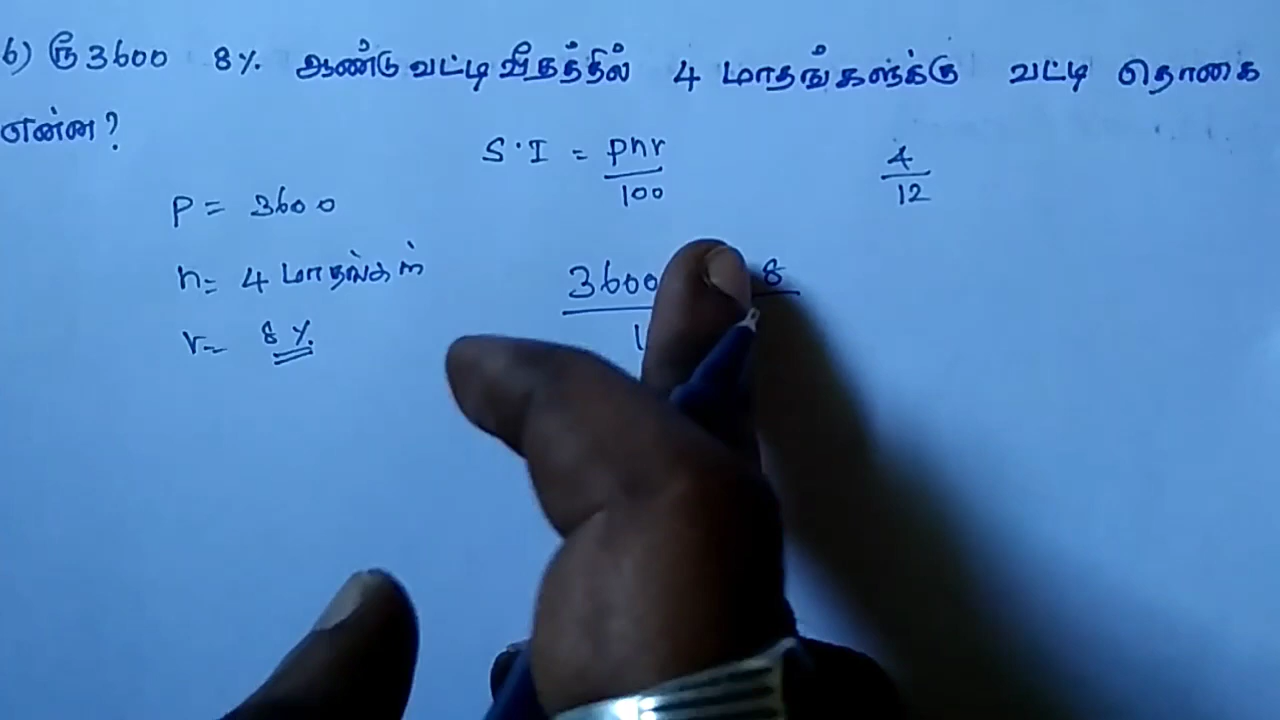 6) ரூ 3600 8% ஆண்டு வட்டி வீதத்தில் 4 மாதங்களுக்கு வட்டி தொகை
என்ன?
S.I = pnr
100
4
12
P = 3600
n= 4 மாதங்கள்
r= 8%
3600 8
1